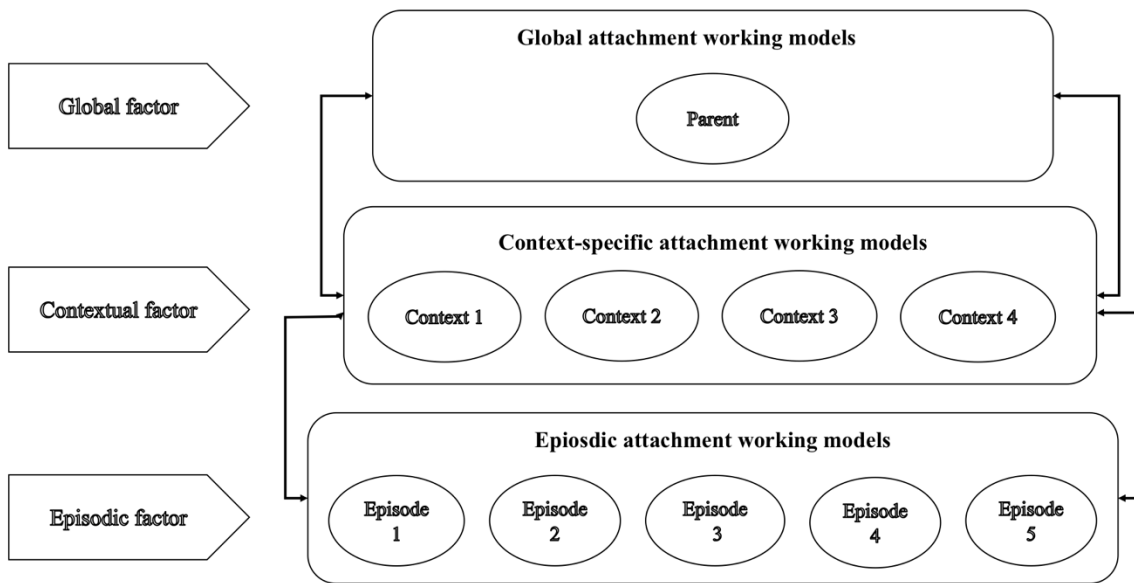 Global attachment working models
Global factor
Parent
Context-specific attachment working models
Contextual factor
Context 1
Context 2
Context 3
Context 4
Epiosdic attachment working models
Episodic factor
Episode
1
Episode
2
Episode
3
Episode
4
Episode
5